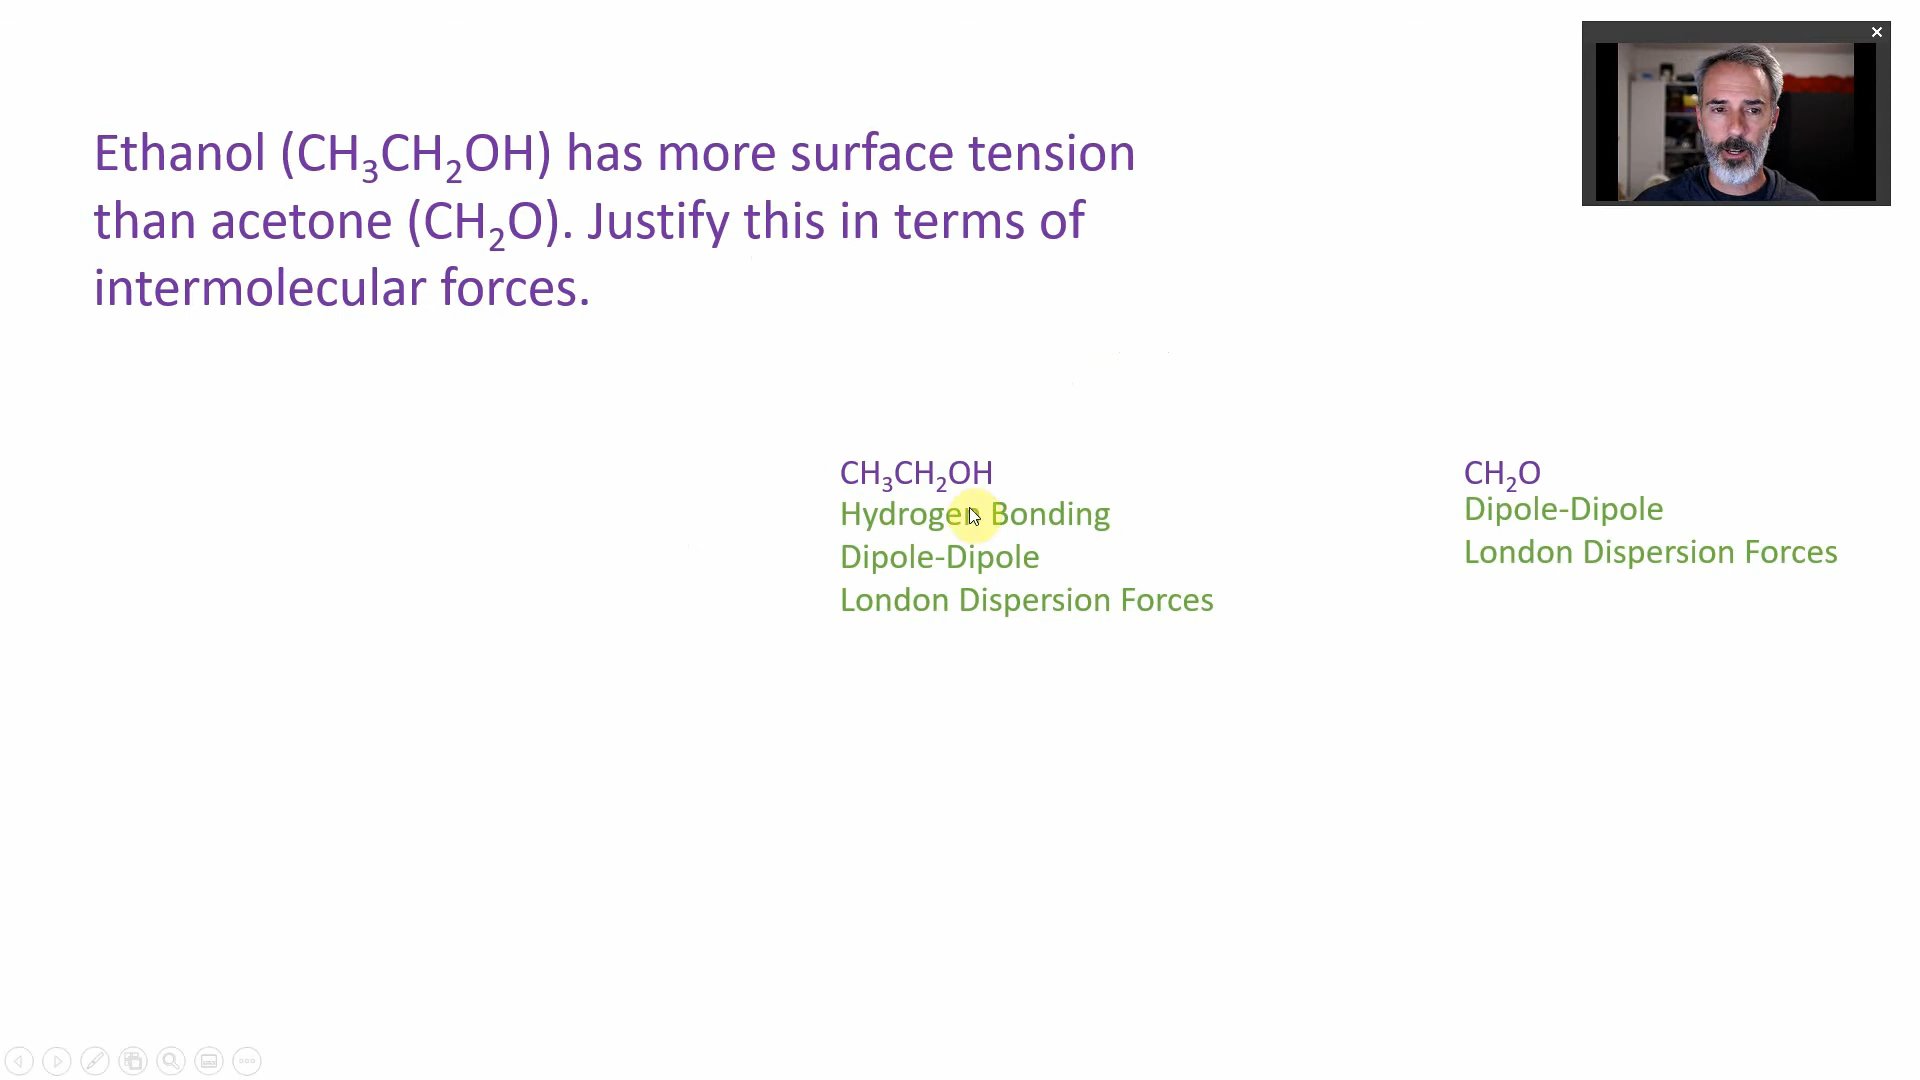 Ethanol (CH₃CH₂OH) has more surface tension
than acetone (CH₂O). Justify this in terms of
intermolecular forces.
CH₃CH₂OH
Hydrogen Bonding
Dipole-Dipole
London Dispersion Forces
CH₂O
Dipole-Dipole
London Dispersion Forces